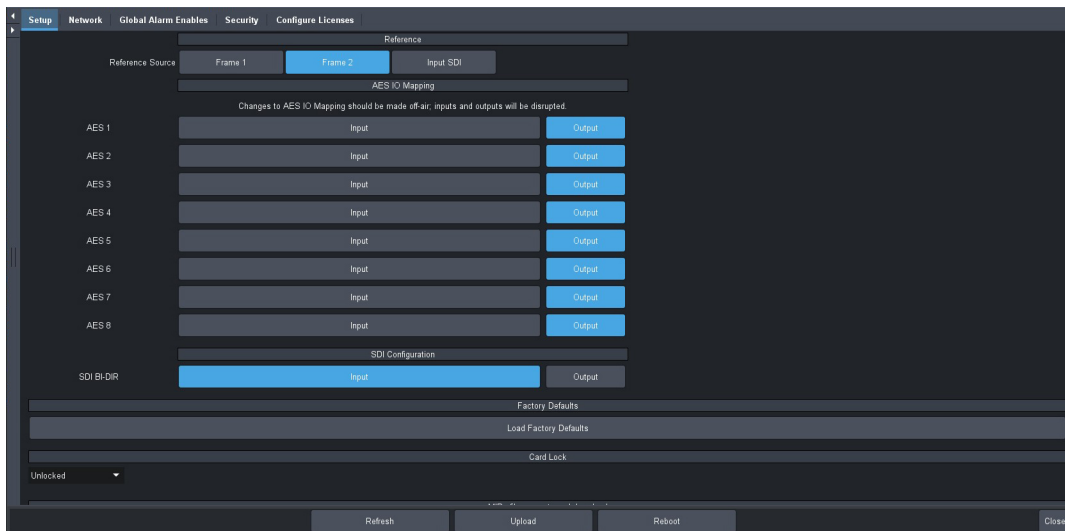 Setup Network Global Alarm Enables Security Configure Licenses
Reference
Reference Source Frame 1 Frame 2 Input SDI
AES IO Mapping
Changes to AES IO Mapping should be made off-air; inputs and outputs will be disrupted.
AES 1 Input Output
AES 2 Input Output
AES 3 Input Output
AES 4 Input Output
AES 5 Input Output
AES 6 Input Output
AES 7 Input Output
AES 8 Input Output
SDI Configuration
SDI BI-DIR Input Output
Factory Defaults
Load Factory Defaults
Card Lock
Unlocked
Refresh Upload Reboot Close